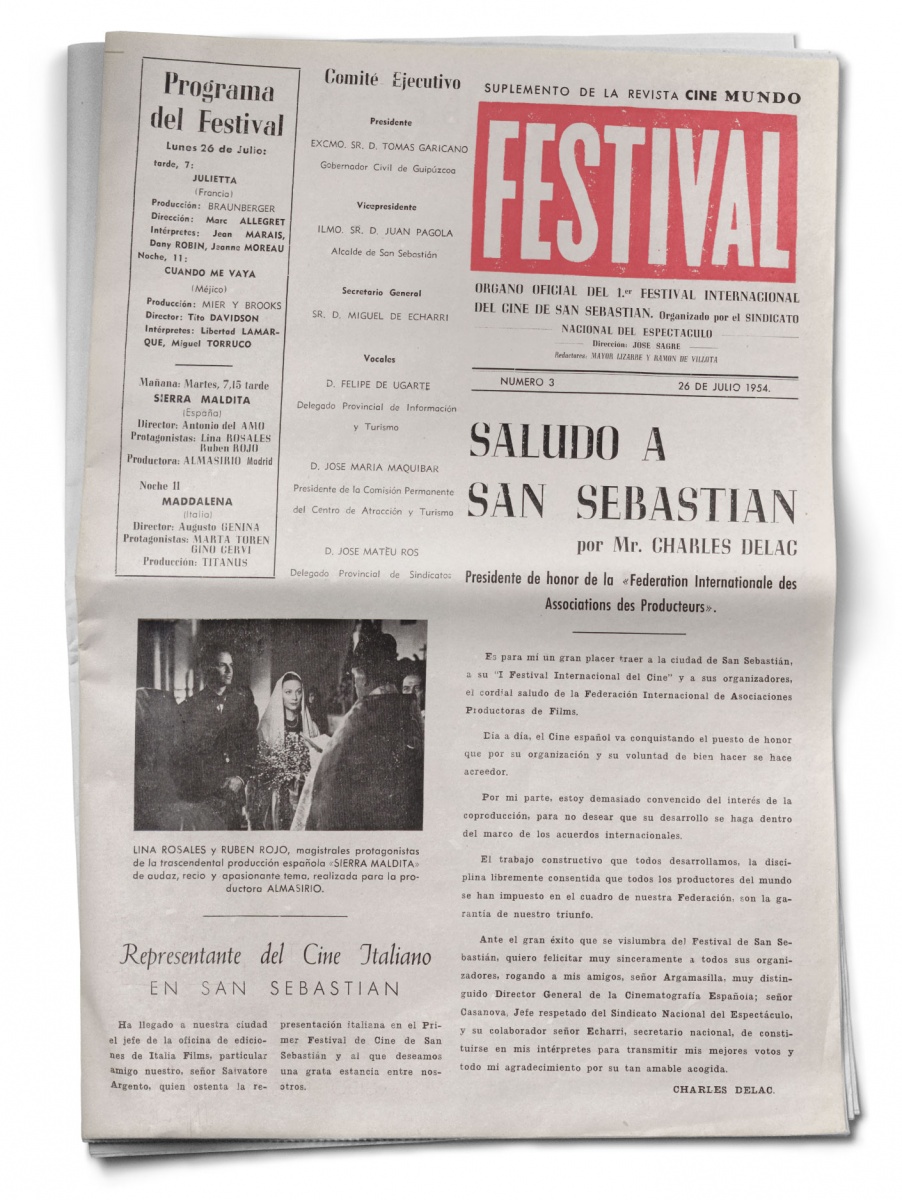 Programa
del Festival
Lunes 26 de Julio:
tarde, 7:
JULIETTA
(Francia)
Producción: BRAUNBERGER
Dirección: Marc ALLEGRET
Intérpretes: Jean MARAIS,
Dany ROBIN, Jeanne MOREAU
Noche, 11:
CUANDO ME VAYA
(Méjico)
Producción: MIER Y BROOKS
Director: Tito DAVIDSON
Intérpretes: Libertad LAMAR-
QUE, Miguel TORRUCO
Mañana: Martes, 7,15 tarde
SIERRA MALDITA
(España)
Director: Antonio del AMO
Protagonistas: Lina ROSALES
Ruben ROJO
Productora: ALMASIRIO Madrid
Noche 11
MADDALENA
(Italia)
Director: Augusto GENINA
Protagonistas: MARTA TOREN
GINO CERVI
Producción: TITANUS
Comité Ejecutivo
Presidente
EXCMO. SR. D. TOMAS GARICANO
Gobernador Civil de Guipúzcoa
Vicepresidente
ILMO. SR. D. JUAN PAGOLA
Alcalde de San Sebastián
Secretario General
SR. D. MIGUEL DE ECHARRI
Vocales
D. FELIPE DE UGARTE
Delegado Provincial de Información
y Turismo
D. JOSE MARIA MAQUIBAR
Presidente de la Comisión Permanente
del Centro de Atracción y Turismo
D. JOSE MATEU ROS
Delegado Provincial de Sindicatos
SUPLEMENTO DE LA REVISTA CINE MUNDO
FESTIVAL
ORGANO OFICIAL DEL 1.er FESTIVAL INTERNACIONAL
DEL CINE DE SAN SEBASTIAN. Organizado por el SINDICATO
NACIONAL DEL ESPECTACULO
Dirección: JOSE SAGRE
Redactores: MAYOR LIZARBE Y RAMON DE VILLOTA
NUMERO 3 26 DE JULIO 1954.
SALUDO A
SAN SEBASTIAN
por Mr. CHARLES DELAC
Presidente de honor de la «Federation Internationale des
Associations des Producteurs».
Es para mí un gran placer traer a la ciudad de San Sebastián,
a su "I Festival Internacional del Cine" y a sus organizadores,
el cordial saludo de la Federación Internacional de Asociaciones
Productoras de Films.
Dia a dia, el Cine español va conquistando el puesto de honor
que por su organización y su voluntad de bien hacer se hace
acreedor.
Por mi parte, estoy demasiado convencido del interés de la
coproducción, para no desear que su desarrollo se haga dentro
del marco de los acuerdos internacionales.
El trabajo constructivo que todos desarrollamos, la disci-
plina libremente consentida que todos los productores del mundo
se han impuesto en el cuadro de nuestra Federación, son la ga-
rantía de nuestro triunfo.
Ante el gran éxito que se vislumbra del Festival de San Se-
bastián, quiero felicitar muy sinceramente a todos sus organi-
zadores, rogando a mis amigos, señor Argamasilla, muy distin-
guido Director General de la Cinematografía Española; señor
Casanova, Jefe respetado del Sindicato Nacional del Espectáculo,
y su colaborador señor Echarri, secretario nacional, de consti-
tuirse en mis intérpretes para transmitir mis mejores votos y
todo mi agradecimiento por su tan amable acogida.
CHARLES DELAC.
LINA ROSALES y RUBEN ROJO, magistrales protagonistas
de la trascendental producción española «SIERRA MALDITA»
de audaz, recio y apasionante tema, realizada para la pro-
ductora ALMASIRIO.
Representante del Cine Italiano
EN SAN SEBASTIAN
Ha llegado a nuestra ciudad
el jefe de la oficina de edicio-
nes de Italia Films, particular
amigo nuestro, señor Salvatore
Argento, quien ostenta la re-
presentación italiana en el Pri-
mer Festival de Cine de San
Sebastián y al que deseamos
una grata estancia entre nos-
otros.